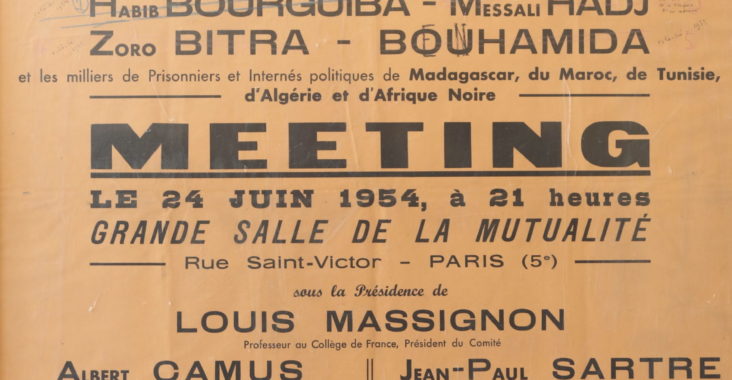 Habib BOURGUIBA - Messali HADJ
Zoro BITRA - BENHAMIDA
et les milliers de Prisonniers et Internés politiques de Madagascar, du Maroc, de Tunisie,
d'Algérie et d'Afrique Noire
MEETING
LE 24 JUIN 1954, à 21 heures
GRANDE SALLE DE LA MUTUALITÉ
Rue Saint-Victor - PARIS (5e)
sous la Présidence de
LOUIS MASSIGNON
Professeur au Collège de France, Président du Comité
Albert CAMUS || Jean-Paul SARTRE